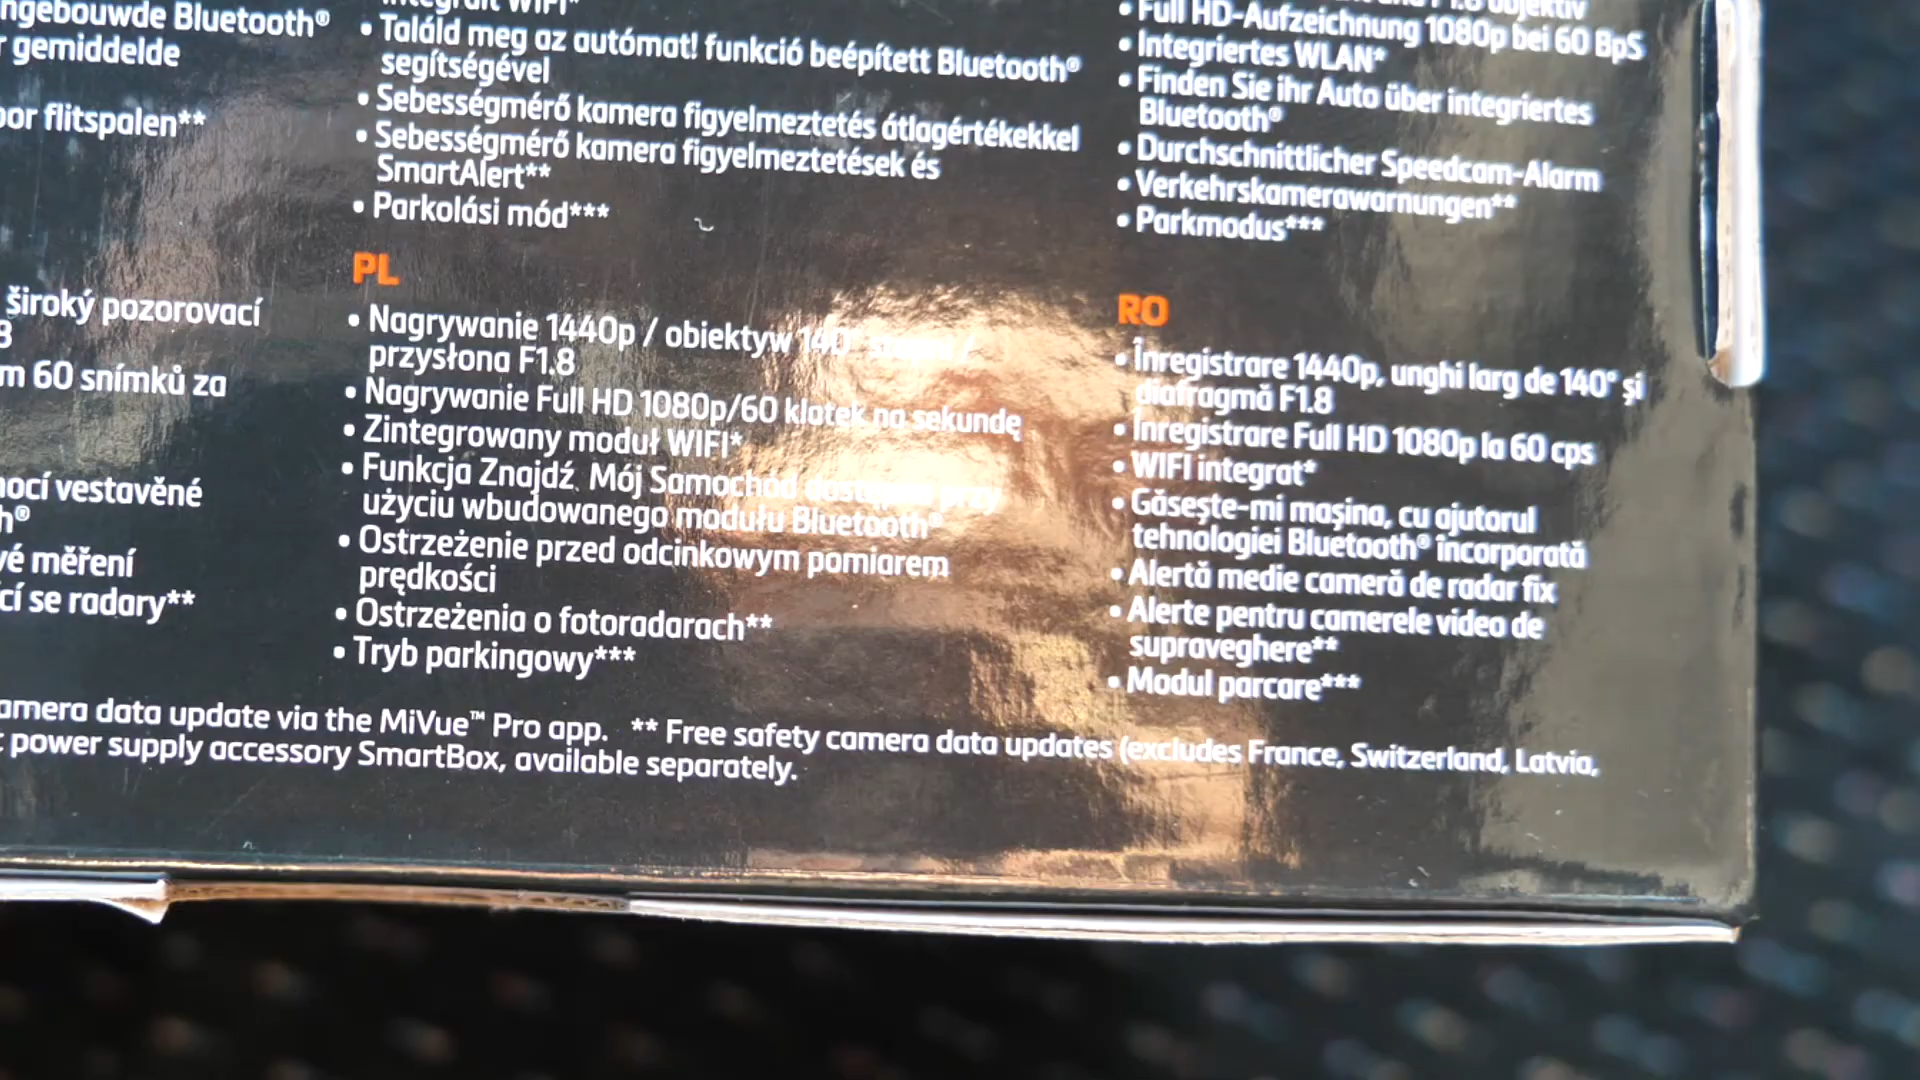 ngebouwde Bluetooth®
r gemiddelde
oor flitspalen**
široký pozorovací
8
m 60 snímků za
nocí vestavěné
h®
vé měření
cí se radary**
WIFI*
• Találd meg az autómat! funkció beépített Bluetooth®
segítségével
• Sebességmérő kamera figyelmeztetés átlagértékekkel
• Sebességmérő kamera figyelmeztetések és
SmartAlert**
• Parkolási mód***
PL
• Nagrywanie 1440p / obiektyw 140° /
przysłona F1.8
• Nagrywanie Full HD 1080p/60 klatek na sekundę
• Zintegrowany moduł WIFI*
• Funkcja Znajdź Mój Samochód dostępna przy
użyciu wbudowanego modułu Bluetooth®
• Ostrzeżenie przed odcinkowym pomiarem
prędkości
• Ostrzeżenia o fotoradarach**
• Tryb parkingowy***
F1.8 objektiv
• Full HD-Aufzeichnung 1080p bei 60 BpS
• Integriertes WLAN*
• Finden Sie ihr Auto über integriertes
Bluetooth®
• Durchschnittlicher Speedcam-Alarm
• Verkehrskamerawarnungen**
• Parkmodus***
RO
• Înregistrare 1440p, unghi larg de 140° și
diafragmă F1.8
• Înregistrare Full HD 1080p la 60 cps
• WIFI integrat*
• Găsește-mi mașina, cu ajutorul
tehnologiei Bluetooth® încorporată
• Alertă medie cameră de radar fix
• Alerte pentru camerele video de
supraveghere**
• Modul parcare***
amera data update via the MiVue™ Pro app. ** Free safety camera data updates (excludes France, Switzerland, Latvia,
power supply accessory SmartBox, available separately.